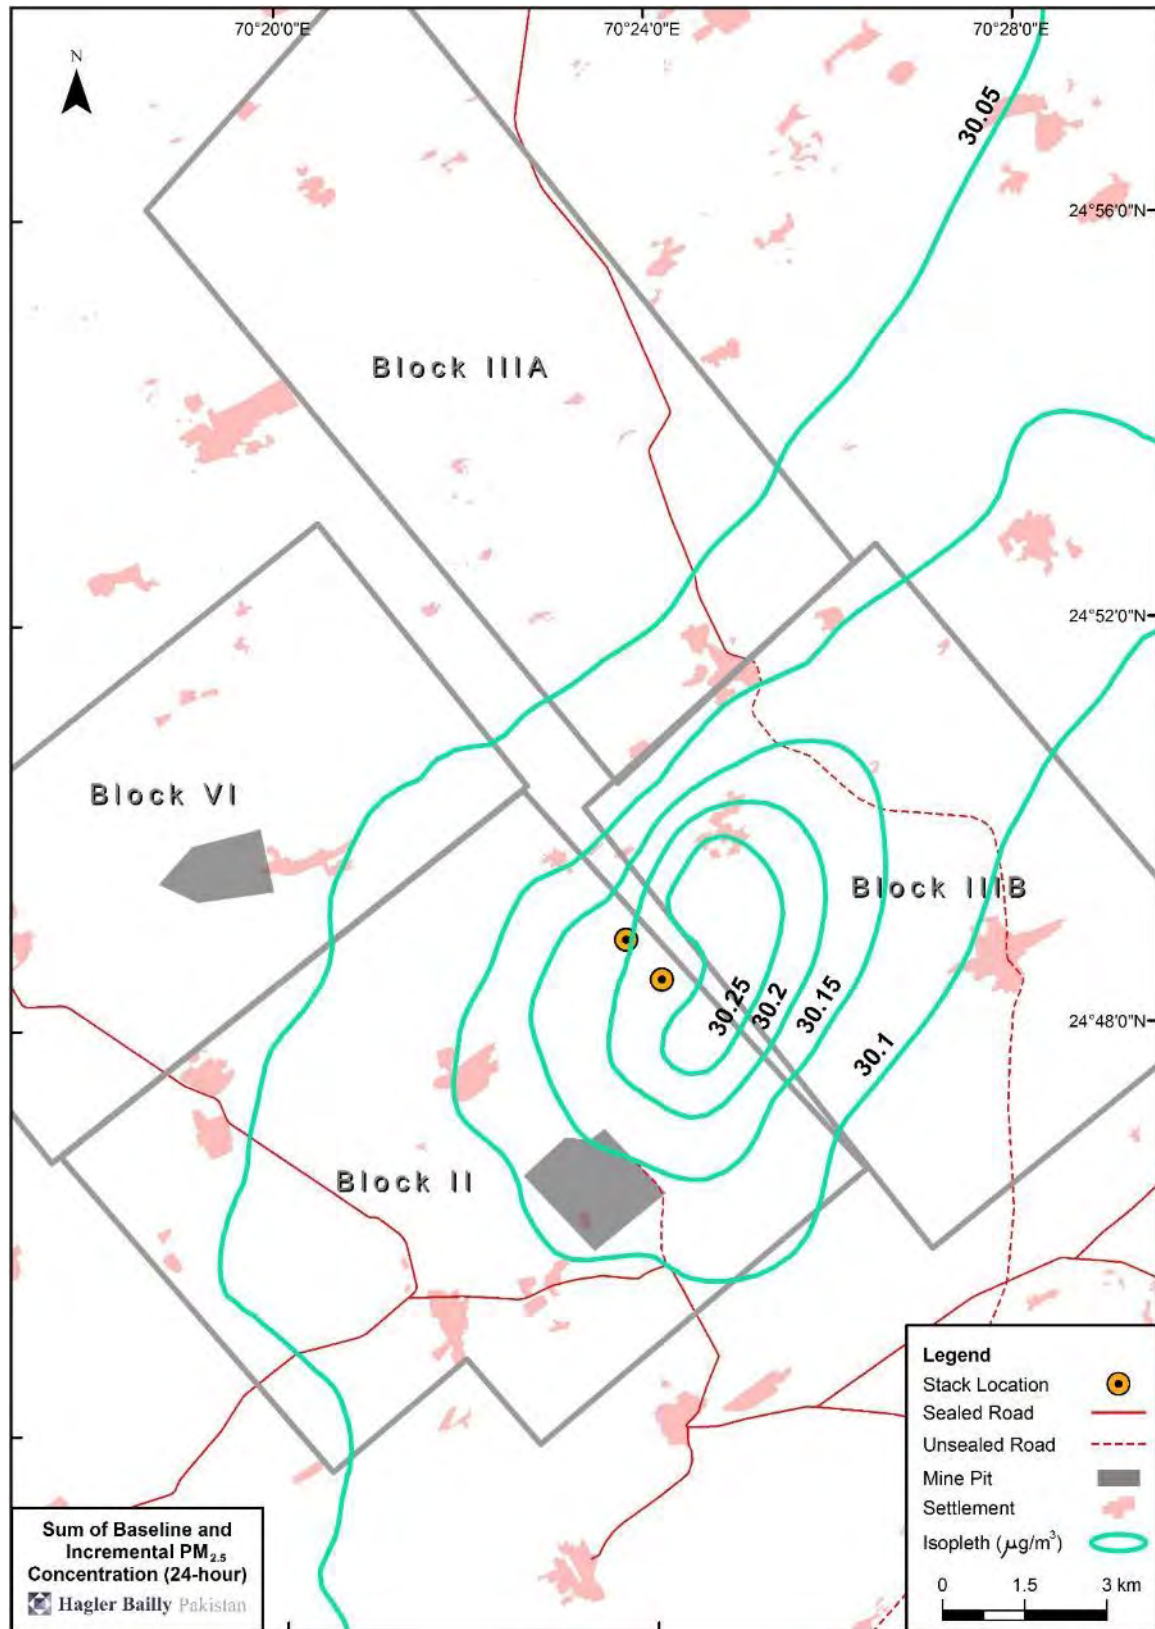 70°20'0"E
70°24'0"E
70°28'0"E
N
30.05
24°56'0"N
Block IIIA
24°52'0"N
Block VI
Block IIIB
30.25
30.2
30.15
30.1
24°48'0"N
Block II
Legend
Stack Location
Sealed Road
Unsealed Road
Mine Pit
Settlement
Isopleth (μg/m³)
0 1.5 3 km
Sum of Baseline and
Incremental PM₂.₅
Concentration (24-hour)
Hagler Bailly Pakistan